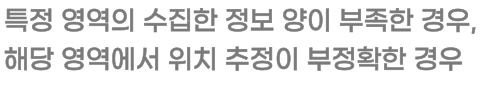 특정 영역의 수집한 정보 양이 부족한 경우,
해당 영역에서 위치 추정이 부정확한 경우